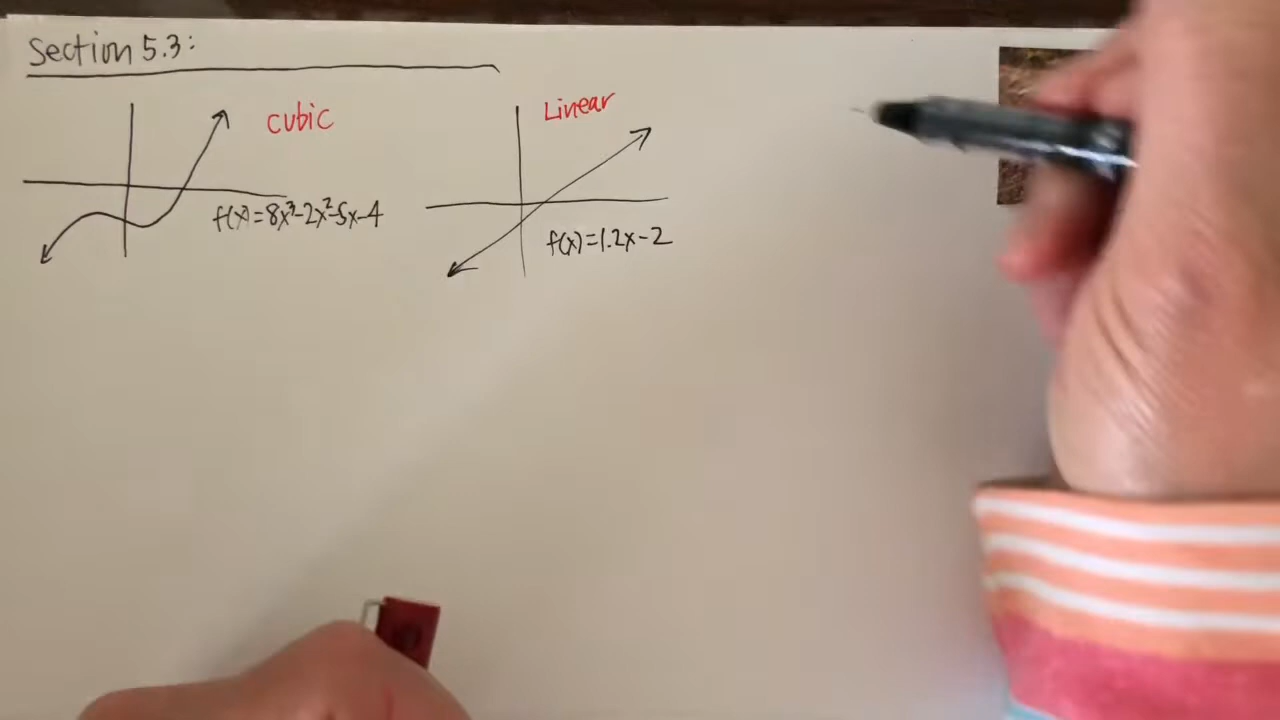 Section 5.3:
cubic
f(x)=8x³-2x²-5x-4
Linear
f(x)=1.2x-2